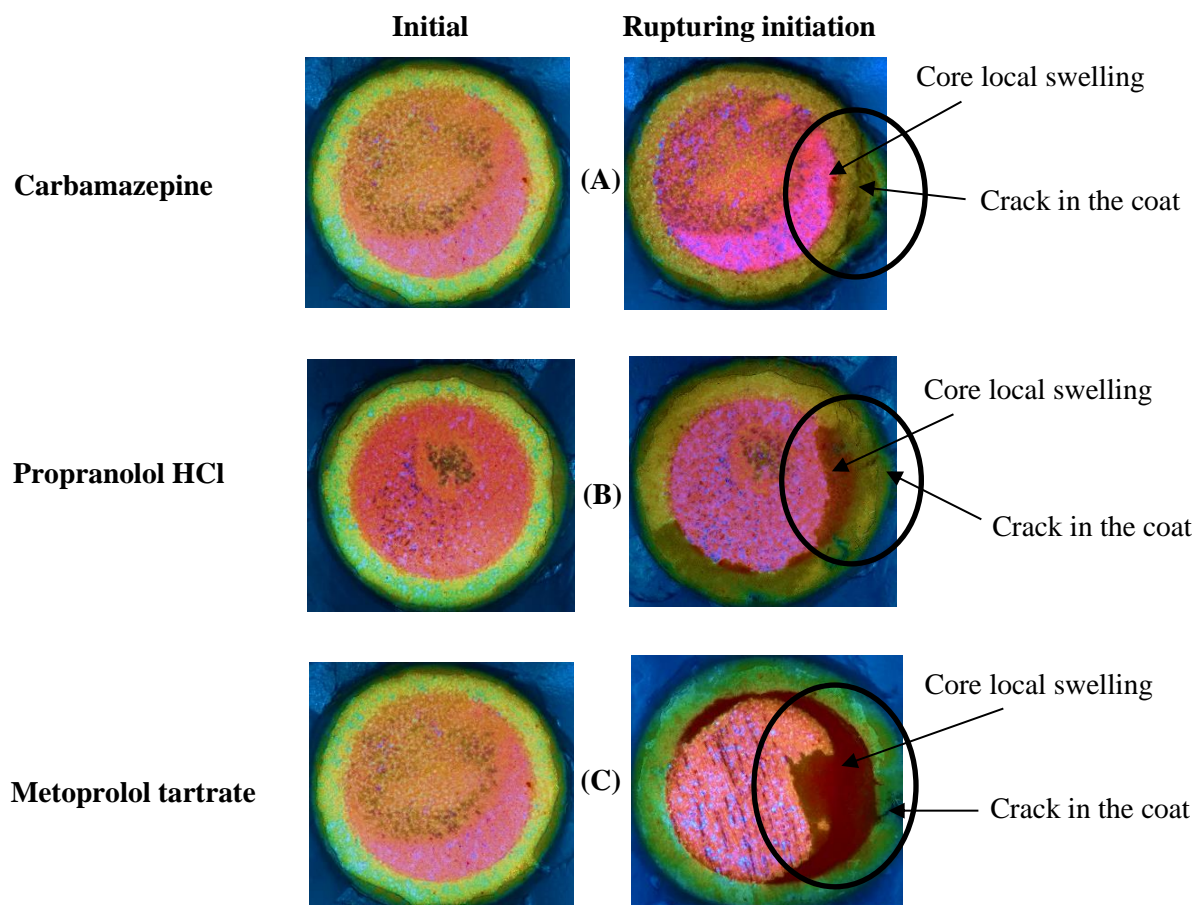 Initial
Rupturing initiation
Core local swelling
Carbamazepine
(A)
Crack in the coat
Core local swelling
Propranolol HCl
(B)
Crack in the coat
Core local swelling
Metoprolol tartrate
(C)
Crack in the coat